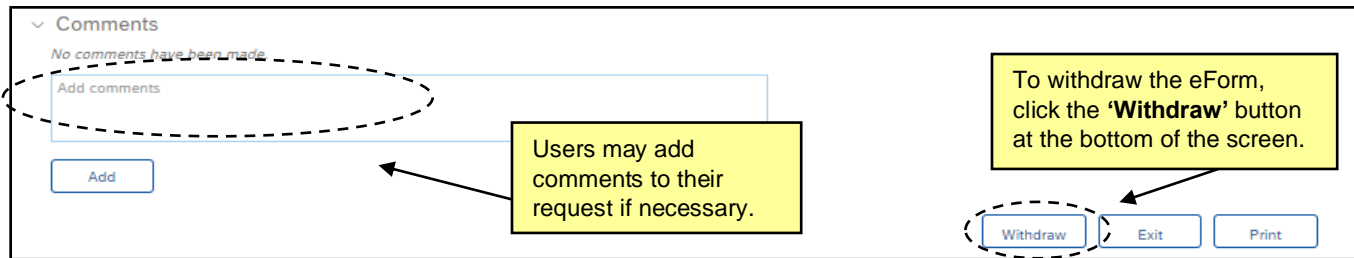 Comments
No comments have been made.
Add comments
To withdraw the eForm,
click the ‘Withdraw’ button
at the bottom of the screen.
Users may add
comments to their
request if necessary.
Add
Withdraw
Exit
Print